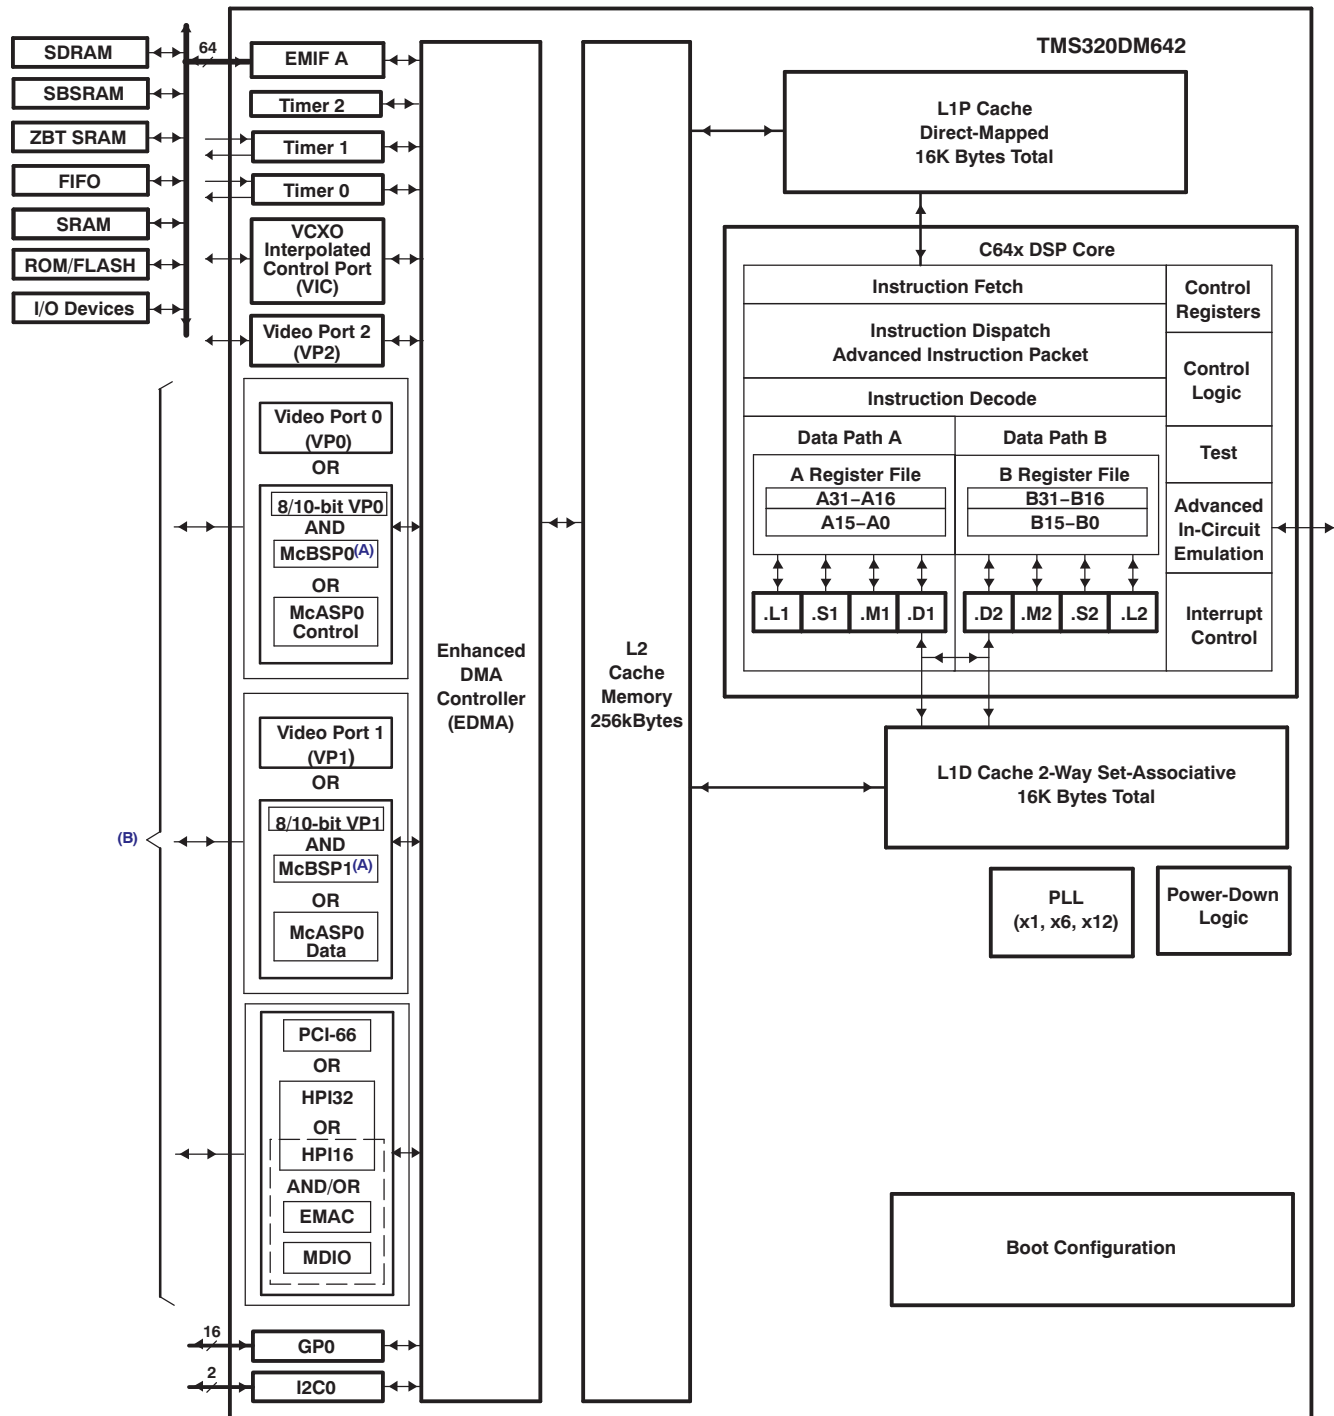 TMS320DM642
SDRAM
SBSRAM
ZBT SRAM
FIFO
SRAM
ROM/FLASH
I/O Devices
64
EMIF A
Timer 2
Timer 1
Timer 0
VCXO
Interpolated
Control Port
(VIC)
Video Port 2
(VP2)
Video Port 0
(VP0)
OR
8/10-bit VP0
AND
McBSP0(A)
OR
McASP0
Control
Video Port 1
(VP1)
OR
8/10-bit VP1
AND
McBSP1(A)
OR
McASP0
Data
(B)
PCI-66
OR
HPI32
OR
HPI16
AND/OR
EMAC
MDIO
16
GP0
2
I2C0
Enhanced
DMA
Controller
(EDMA)
L2
Cache
Memory
256kBytes
L1P Cache
Direct-Mapped
16K Bytes Total
C64x DSP Core
Instruction Fetch
Instruction Dispatch
Advanced Instruction Packet
Instruction Decode
Data Path A
Data Path B
A Register File
A31–A16
A15–A0
B Register File
B31–B16
B15–B0
.L1
.S1
.M1
.D1
.D2
.M2
.S2
.L2
Control
Registers
Control
Logic
Test
Advanced
In-Circuit
Emulation
Interrupt
Control
L1D Cache 2-Way Set-Associative
16K Bytes Total
PLL
(x1, x6, x12)
Power-Down
Logic
Boot Configuration